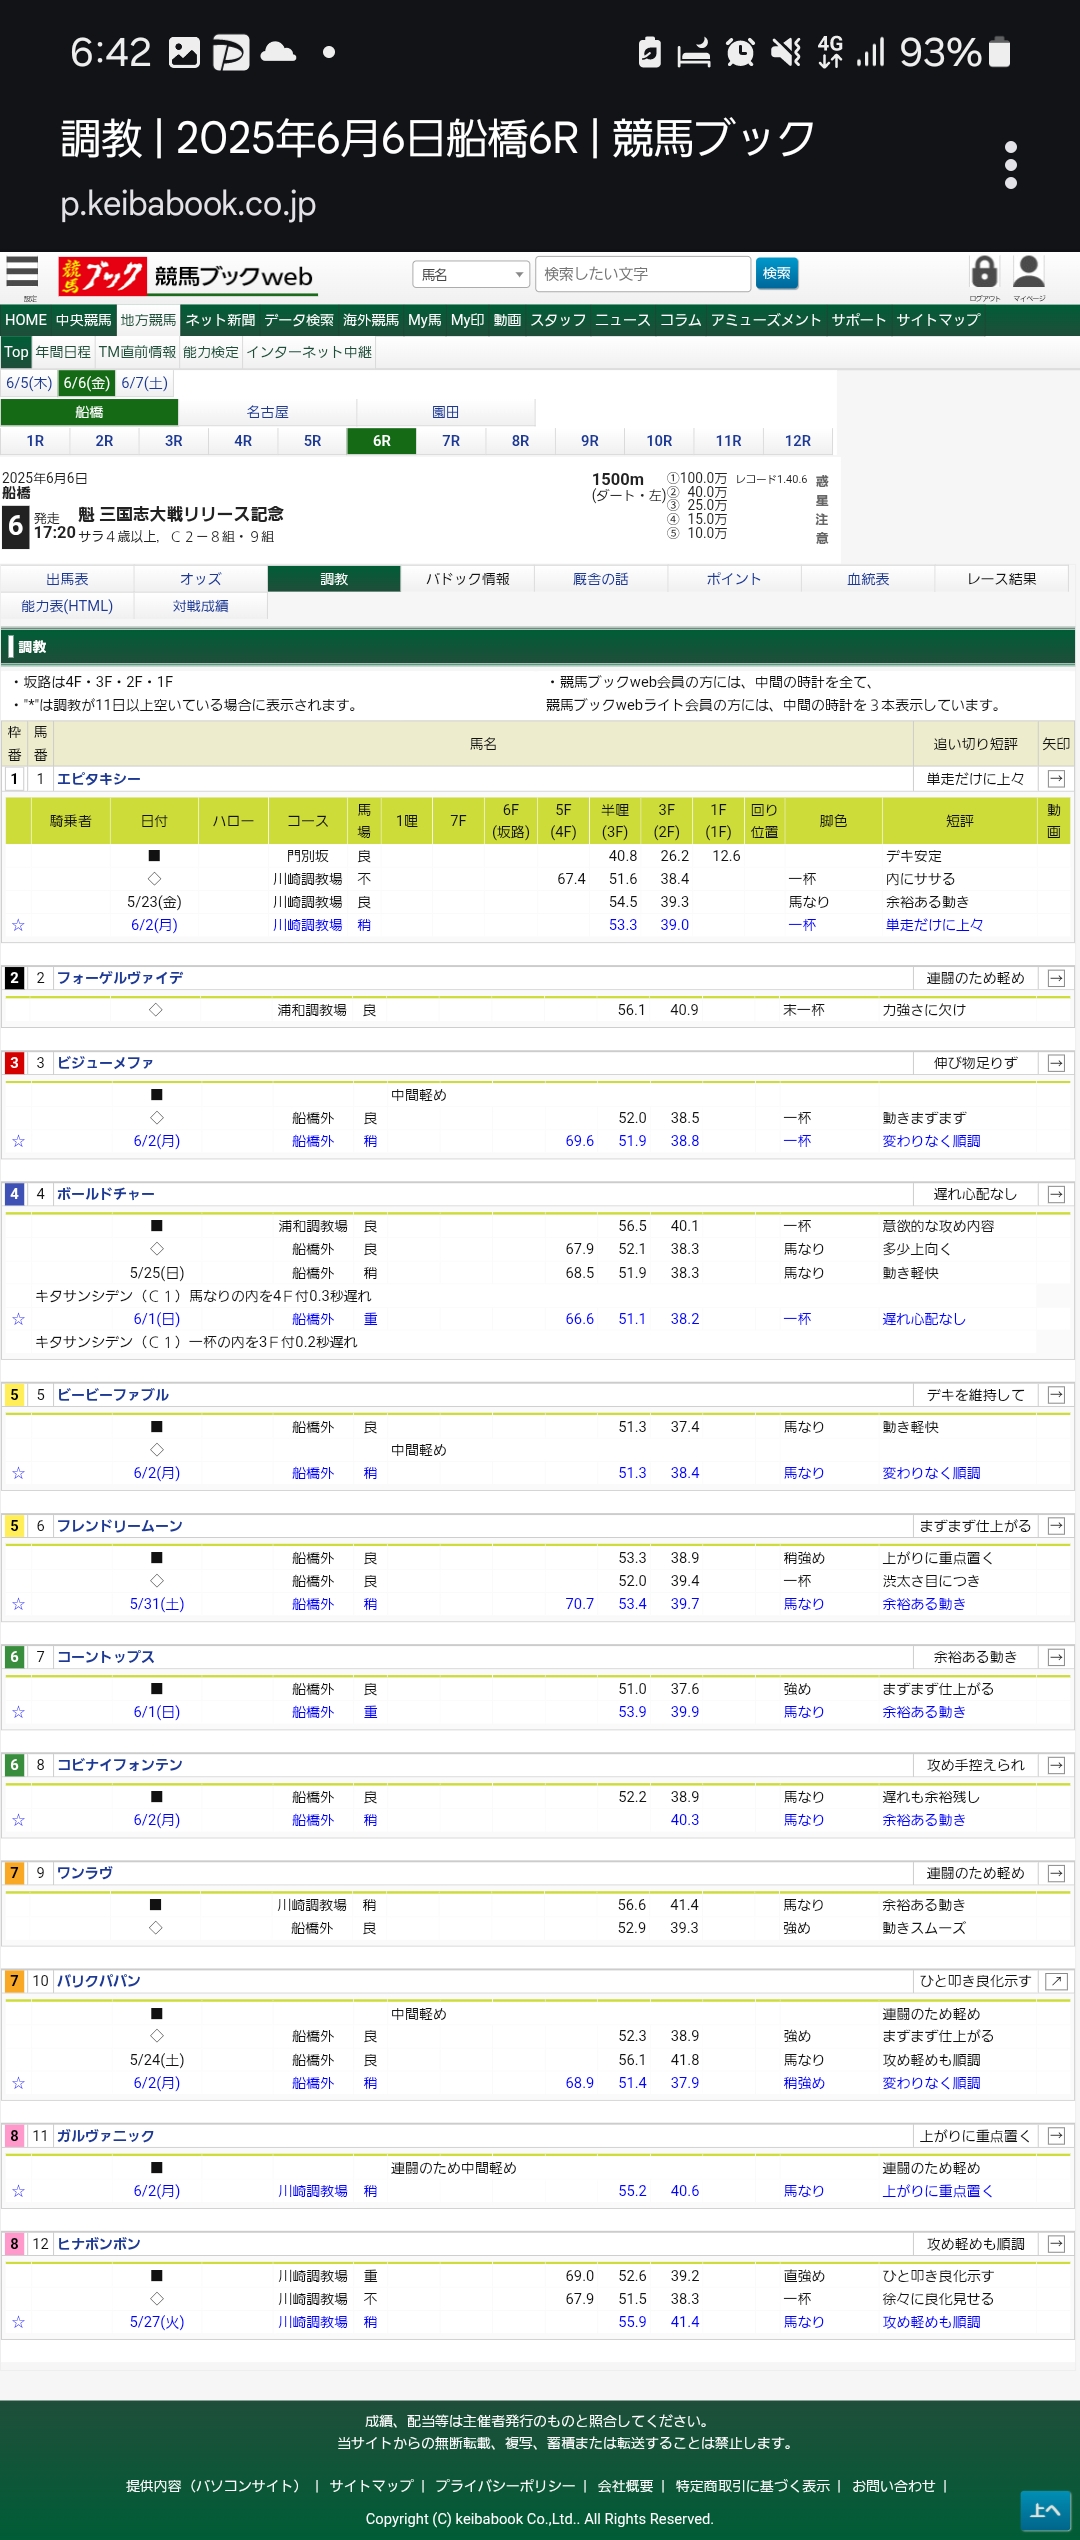 6:42 4G 93%
調教 | 2025年6月6日船橋6R | 競馬ブック
p.keibabook.co.jp
設定 競馬ブック 競馬ブックweb 馬名 検索したい文字 検索 ログアウト マイページ
HOME 中央競馬 地方競馬 ネット新聞 データ検索 海外競馬 My馬 My印 動画 スタッフ ニュース コラム アミューズメント サポート サイトマップ
Top 年間日程 TM直前情報 能力検定 インターネット中継
6/5(木) 6/6(金) 6/7(土)
船橋 名古屋 園田
1R 2R 3R 4R 5R 6R 7R 8R 9R 10R 11R 12R
2025年6月6日
船橋
6 発走 17:20
魁 三国志大戦リリース記念
サラ4歳以上, C2−8組・9組
1500m
(ダート・左)
①100.0万
② 40.0万
③ 25.0万
④ 15.0万
⑤ 10.0万
レコード1.40.6
惑
星
注
意
出馬表 オッズ 調教 パドック情報 厩舎の話 ポイント 血統表 レース結果
能力表(HTML) 対戦成績
調教
・坂路は4F・3F・2F・1F
・"*"は調教が11日以上空いている場合に表示されます。
・競馬ブックweb会員の方には、中間の時計を全て、
競馬ブックwebライト会員の方には、中間の時計を3本表示しています。
枠番 馬番 馬名 追い切り短評 矢印
1 1 エピタキシー 単走だけに上々 →
騎乗者 日付 ハロー コース 馬場 1哩 7F 6F(坂路) 5F(4F) 半哩(3F) 3F(2F) 1F(1F) 回り位置 脚色 短評 動画
■ 門別坂 良 40.8 26.2 12.6 デキ安定
◇ 川崎調教場 不 67.4 51.6 38.4 一杯 内にササる
5/23(金) 川崎調教場 良 54.5 39.3 馬なり 余裕ある動き
☆ 6/2(月) 川崎調教場 稍 53.3 39.0 一杯 単走だけに上々
2 2 フォーゲルヴァイデ 連闘のため軽め →
◇ 浦和調教場 良 56.1 40.9 末一杯 力強さに欠け
3 3 ビジューメファ 伸び物足りず →
■ 中間軽め
◇ 船橋外 良 52.0 38.5 一杯 動きまずまず
☆ 6/2(月) 船橋外 稍 69.6 51.9 38.8 一杯 変わりなく順調
4 4 ボールドチャー 遅れ心配なし →
■ 浦和調教場 良 56.5 40.1 一杯 意欲的な攻め内容
◇ 船橋外 良 67.9 52.1 38.3 馬なり 多少上向く
5/25(日) 船橋外 稍 68.5 51.9 38.3 馬なり 動き軽快
キタサンシデン(C1)馬なりの内を4F付0.3秒遅れ
☆ 6/1(日) 船橋外 重 66.6 51.1 38.2 一杯 遅れ心配なし
キタサンシデン(C1)一杯の内を3F付0.2秒遅れ
5 5 ビービーファブル デキを維持して →
■ 船橋外 良 51.3 37.4 馬なり 動き軽快
◇ 中間軽め
☆ 6/2(月) 船橋外 稍 51.3 38.4 馬なり 変わりなく順調
5 6 フレンドリームーン まずまず仕上がる →
■ 船橋外 良 53.3 38.9 稍強め 上がりに重点置く
◇ 船橋外 良 52.0 39.4 一杯 渋太さ目につき
☆ 5/31(土) 船橋外 稍 70.7 53.4 39.7 馬なり 余裕ある動き
6 7 コーントップス 余裕ある動き →
■ 船橋外 良 51.0 37.6 強め まずまず仕上がる
☆ 6/1(日) 船橋外 重 53.9 39.9 馬なり 余裕ある動き
6 8 コビナイフォンテン 攻め手控えられ →
■ 船橋外 良 52.2 38.9 馬なり 遅れも余裕残し
☆ 6/2(月) 船橋外 稍 40.3 馬なり 余裕ある動き
7 9 ワンラヴ 連闘のため軽め →
■ 川崎調教場 稍 56.6 41.4 馬なり 余裕ある動き
◇ 船橋外 良 52.9 39.3 強め 動きスムーズ
7 10 パリクパパン ひと叩き良化示す ↗
■ 中間軽め 連闘のため軽め
◇ 船橋外 良 52.3 38.9 強め まずまず仕上がる
5/24(土) 船橋外 良 56.1 41.8 馬なり 攻め軽めも順調
☆ 6/2(月) 船橋外 稍 68.9 51.4 37.9 稍強め 変わりなく順調
8 11 ガルヴァニック 上がりに重点置く →
■ 連闘のため中間軽め 連闘のため軽め
☆ 6/2(月) 川崎調教場 稍 55.2 40.6 馬なり 上がりに重点置く
8 12 ヒナボンボン 攻め軽めも順調 →
■ 川崎調教場 重 69.0 52.6 39.2 直強め ひと叩き良化示す
◇ 川崎調教場 不 67.9 51.5 38.3 一杯 徐々に良化見せる
☆ 5/27(火) 川崎調教場 稍 55.9 41.4 馬なり 攻め軽めも順調
成績、配当等は主催者発行のものと照合してください。
当サイトからの無断転載、複写、蓄積または転送することは禁止します。
提供内容(パソコンサイト) | サイトマップ | プライバシーポリシー | 会社概要 | 特定商取引に基づく表示 | お問い合わせ |
上へ
Copyright (C) keibabook Co.,Ltd.. All Rights Reserved.